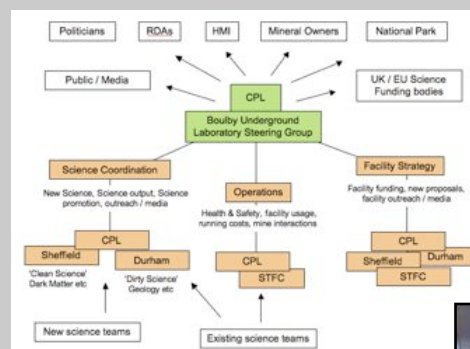 Politicians
RDAs
HMI
Mineral Owners
National Park
Public / Media
UK / EU Science
Funding bodies
CPL
Boulby Underground
Laboratory Steering Group
Science Coordination
New Science, Science output, Science
promotion, outreach / media
Operations
Health & Safety, facility usage,
running costs, mine interactions
Facility Strategy
Facility funding, new proposals,
facility outreach / media
CPL
Sheffield
Durham
'Clean Science'
Dark Matter etc
'Dirty Science'
Geology etc
CPL
STFC
CPL
Sheffield
Durham
STFC
New science teams
Existing science teams